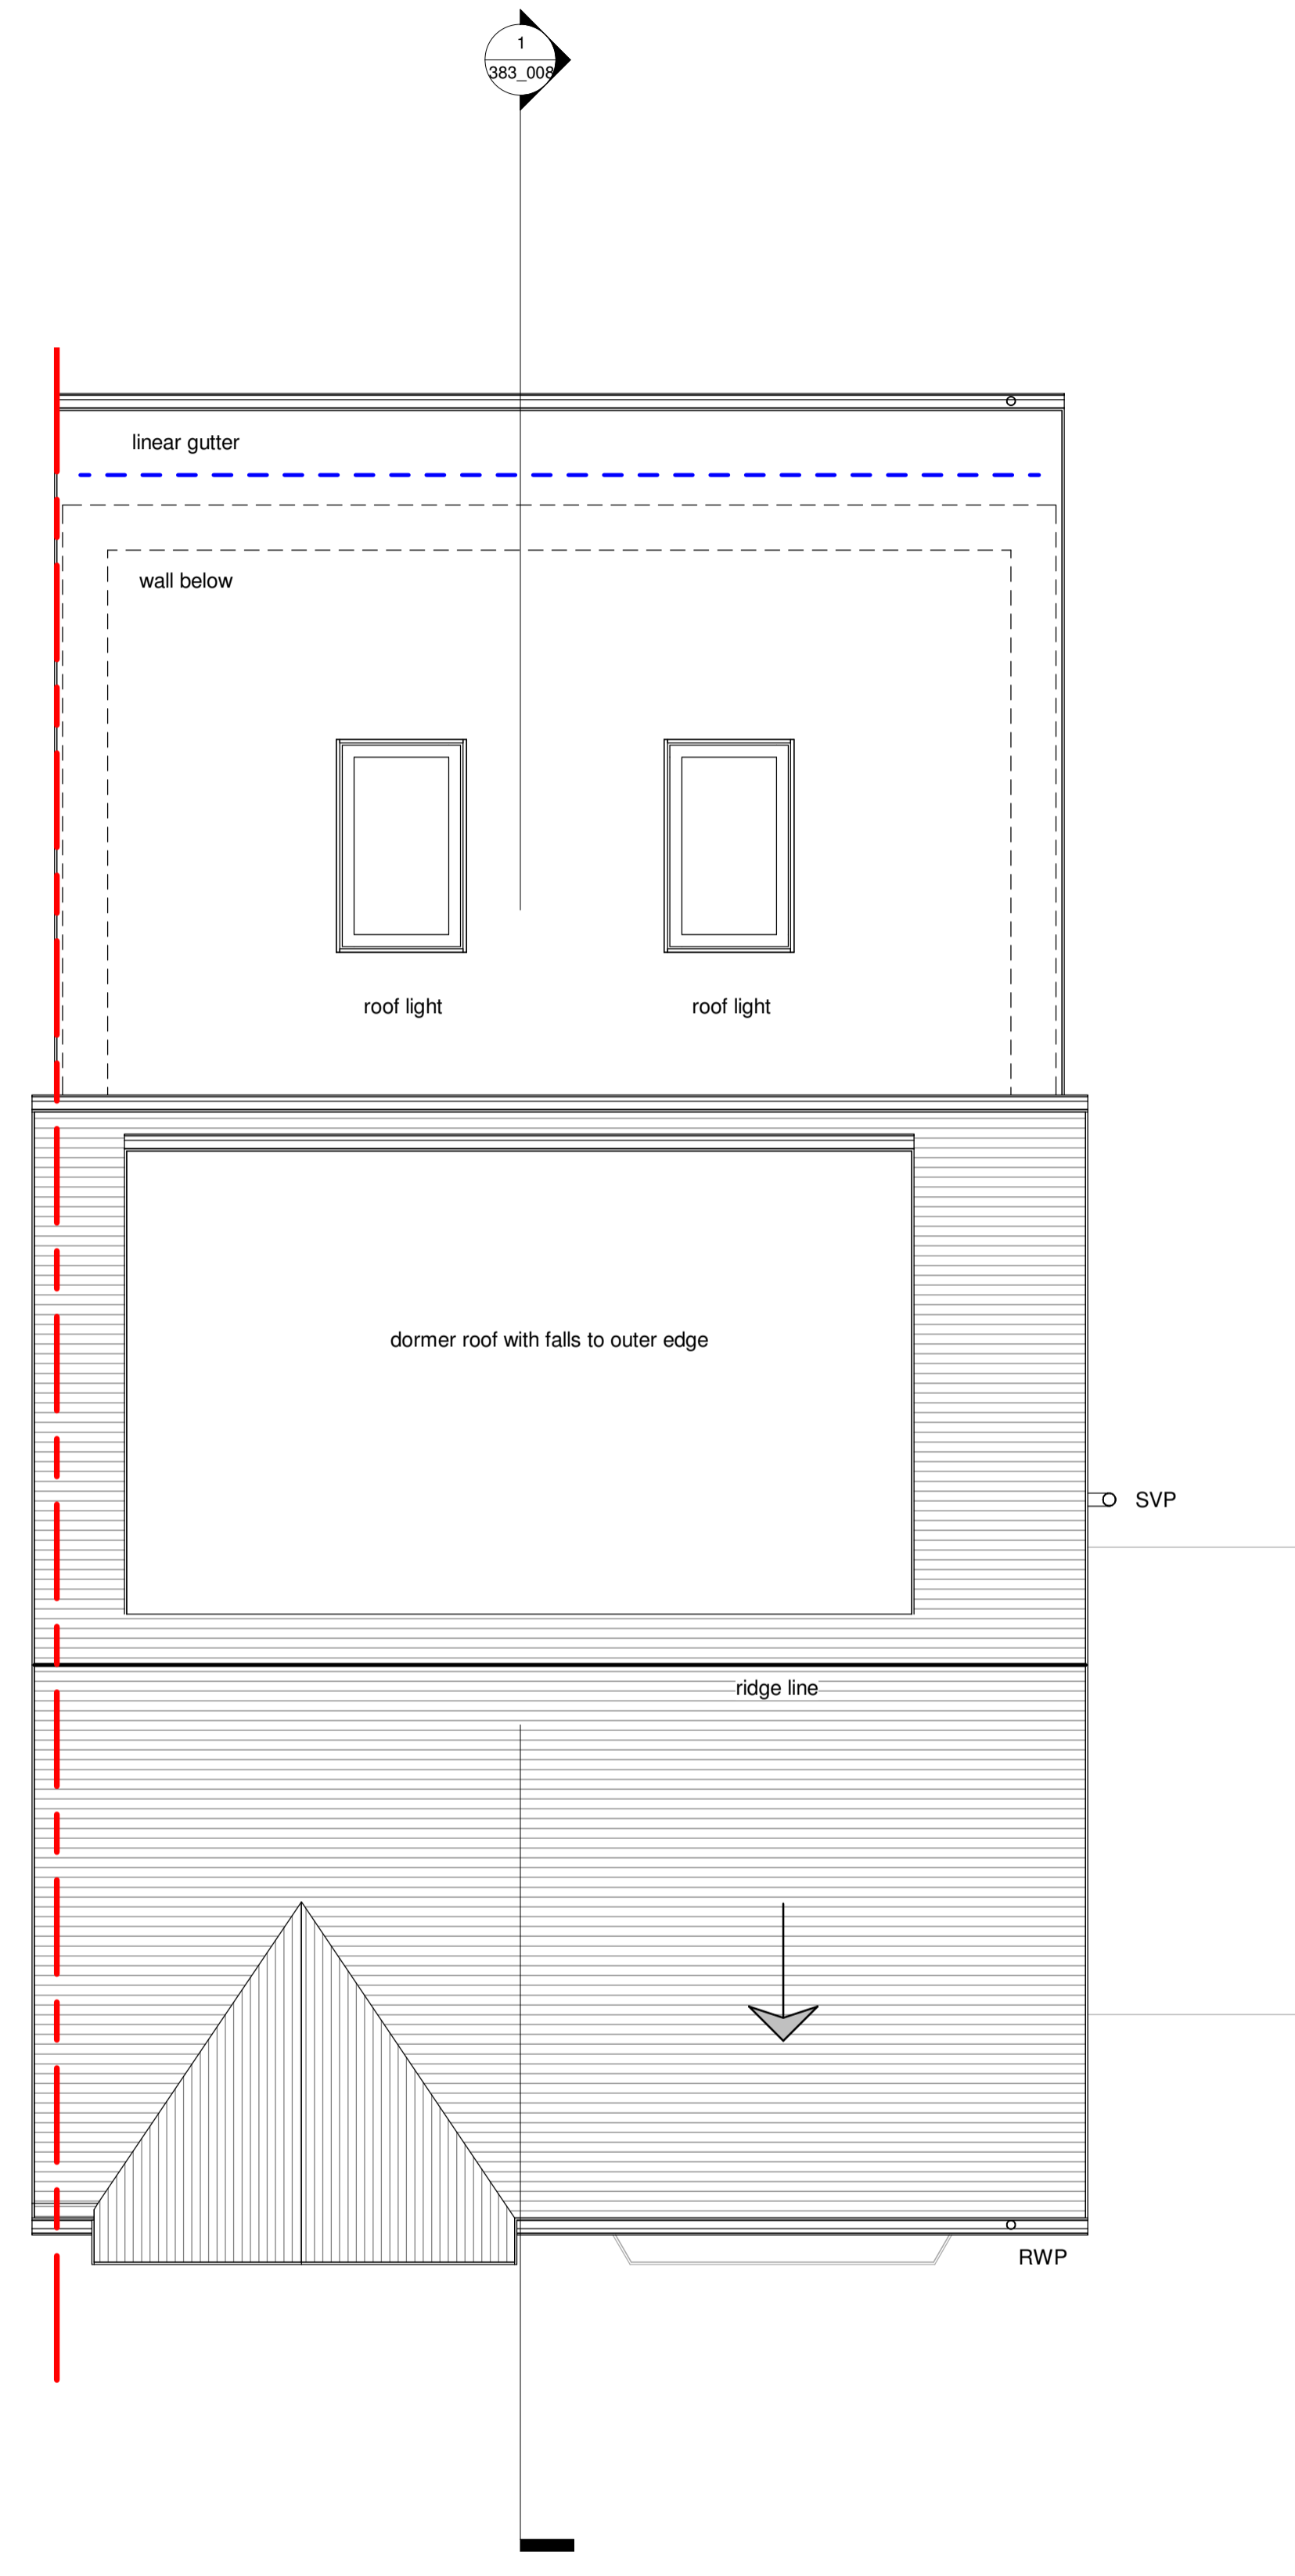 1
383_008
linear gutter
wall below
roof light
roof light
dormer roof with falls to outer edge
SVP
ridge line
RWP